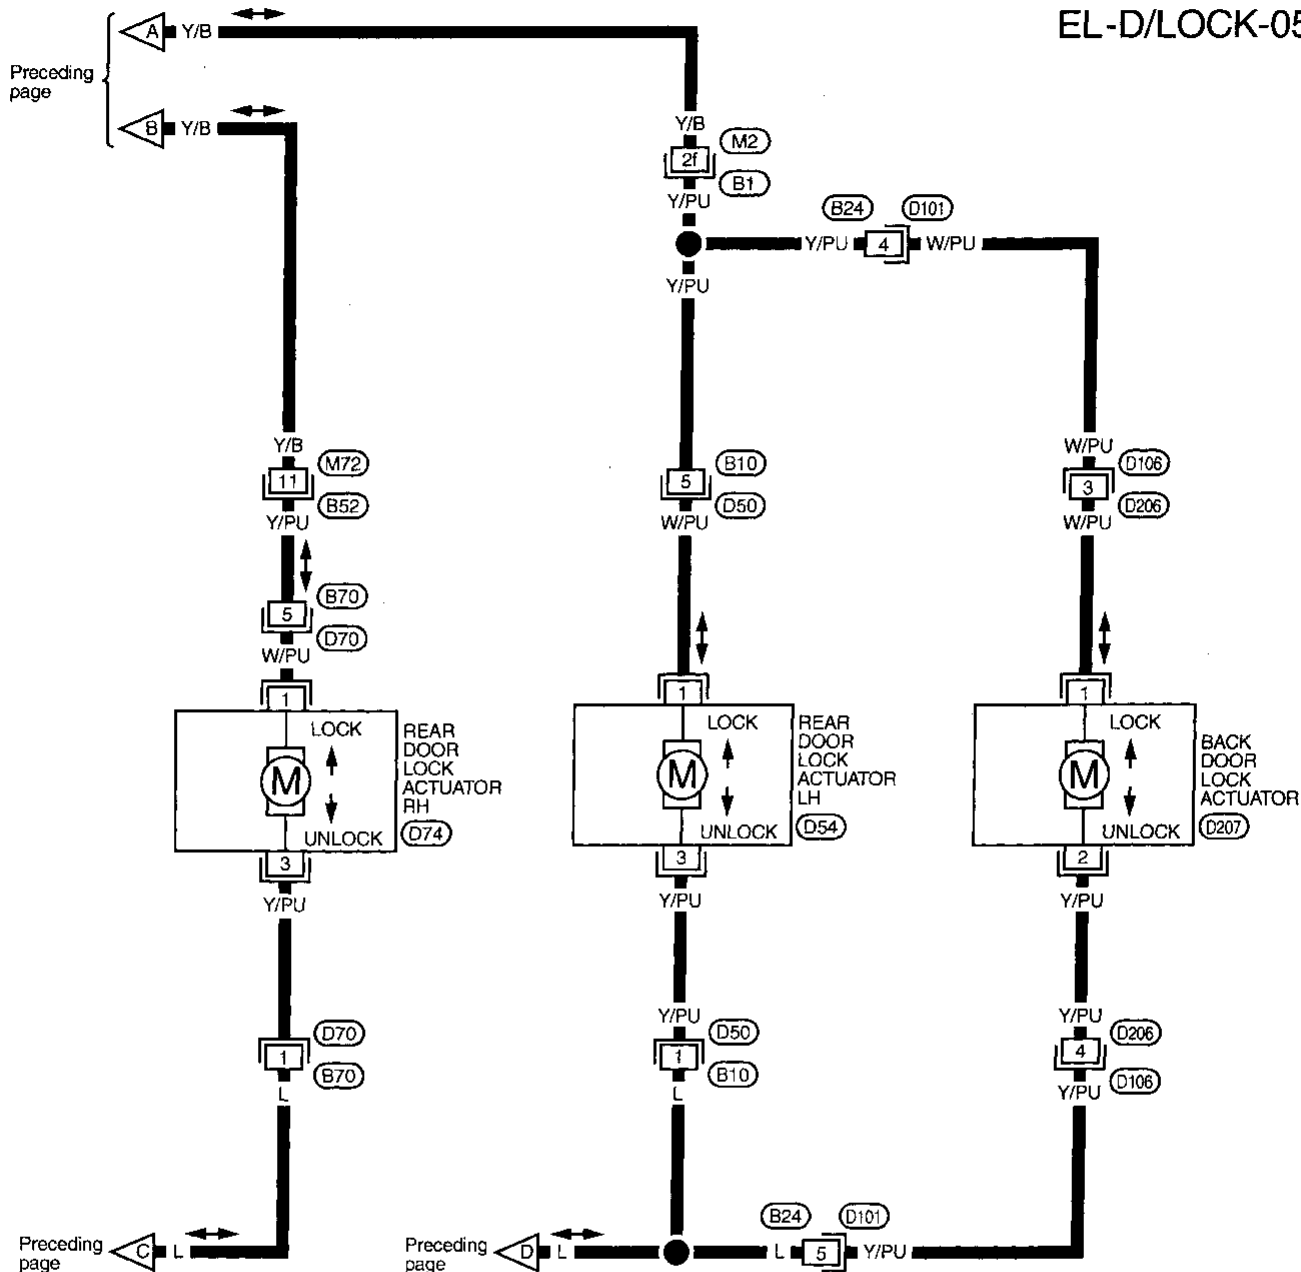 EL-D/LOCK-05
A Y/B
Preceding
page
B Y/B
Y/B
M2
2f
B1
Y/PU
B24 D101
Y/PU 4 W/PU
Y/PU
Y/B
M72
11
B52
Y/PU
B70
5
D70
W/PU
1
B10
5
D50
W/PU
1
W/PU
D106
3
D206
W/PU
1
LOCK
M
UNLOCK
REAR
DOOR
LOCK
ACTUATOR
RH
D74
3
Y/PU
LOCK
M
UNLOCK
REAR
DOOR
LOCK
ACTUATOR
LH
D54
3
Y/PU
LOCK
M
UNLOCK
BACK
DOOR
LOCK
ACTUATOR
D207
2
Y/PU
D70
1
B70
L
Y/PU
D50
1
B10
L
Y/PU
D206
4
D106
Y/PU
Preceding
page
C L
Preceding
page
D L
B24 D101
L 5 Y/PU